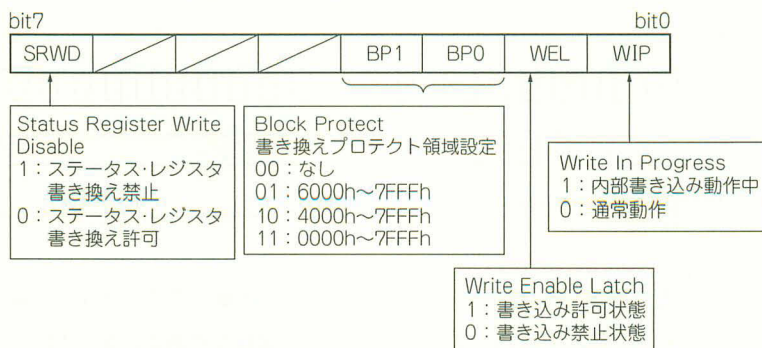 bit7
bit0
SRWD
BP1
BP0
WEL
WIP
Status Register Write
Disable
1：ステータス・レジスタ
書き換え禁止
0：ステータス・レジスタ
書き換え許可
Block Protect
書き換えプロテクト領域設定
00：なし
01：6000h～7FFFh
10：4000h～7FFFh
11：0000h～7FFFh
Write In Progress
1：内部書き込み動作中
0：通常動作
Write Enable Latch
1：書き込み許可状態
0：書き込み禁止状態